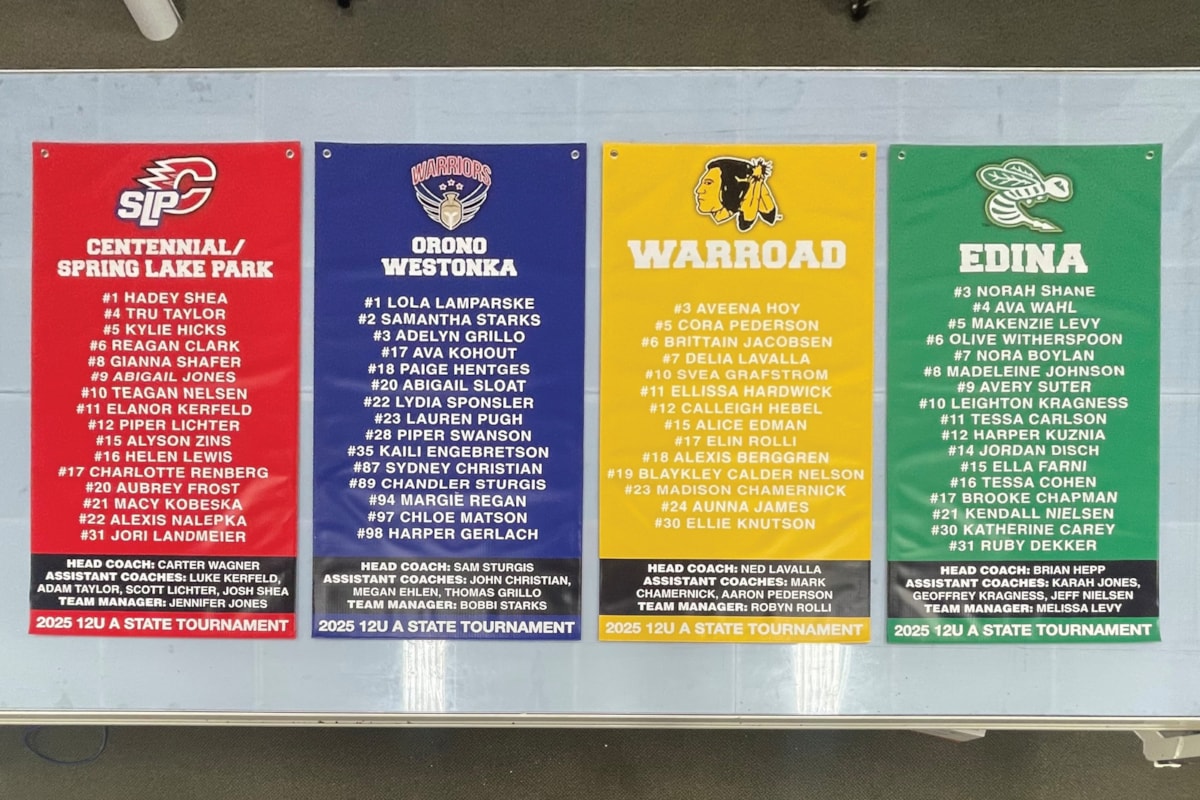 SLP C
CENTENNIAL/
SPRING LAKE PARK
#1 HADEY SHEA
#4 TRU TAYLOR
#5 KYLIE HICKS
#6 REAGAN CLARK
#8 GIANNA SHAFER
#9 ABIGAIL JONES
#10 TEAGAN NELSEN
#11 ELANOR KERFELD
#12 PIPER LICHTER
#15 ALYSON ZINS
#16 HELEN LEWIS
#17 CHARLOTTE RENBERG
#20 AUBREY FROST
#21 MACY KOBESKA
#22 ALEXIS NALEPKA
#31 JORI LANDMEIER
HEAD COACH: CARTER WAGNER
ASSISTANT COACHES: LUKE KERFELD,
ADAM TAYLOR, SCOTT LICHTER, JOSH SHEA
TEAM MANAGER: JENNIFER JONES
2025 12U A STATE TOURNAMENT
WARRIORS
ORONO
WESTONKA
#1 LOLA LAMPARSKE
#2 SAMANTHA STARKS
#3 ADELYN GRILLO
#17 AVA KOHOUT
#18 PAIGE HENTGES
#20 ABIGAIL SLOAT
#22 LYDIA SPONSLER
#23 LAUREN PUGH
#28 PIPER SWANSON
#35 KAILI ENGEBRETSON
#87 SYDNEY CHRISTIAN
#89 CHANDLER STURGIS
#94 MARGIE REGAN
#97 CHLOE MATSON
#98 HARPER GERLACH
HEAD COACH: SAM STURGIS
ASSISTANT COACHES: JOHN CHRISTIAN,
MEGAN EHLEN, THOMAS GRILLO
TEAM MANAGER: BOBBI STARKS
2025 12U A STATE TOURNAMENT
WARROAD
#3 AVEENA HOY
#5 CORA PEDERSON
#6 BRITTAIN JACOBSEN
#7 DELIA LAVALLA
#10 SVEA GRAFSTROM
#11 ELLISSA HARDWICK
#12 CALLEIGH HEBEL
#15 ALICE EDMAN
#17 ELIN ROLLI
#18 ALEXIS BERGGREN
#19 BLAYKLEY CALDER NELSON
#23 MADISON CHAMERNICK
#24 AUNNA JAMES
#30 ELLIE KNUTSON
HEAD COACH: NED LAVALLA
ASSISTANT COACHES: MARK
CHAMERNICK, AARON PEDERSON
TEAM MANAGER: ROBYN ROLLI
2025 12U A STATE TOURNAMENT
EDINA
#3 NORAH SHANE
#4 AVA WAHL
#5 MAKENZIE LEVY
#6 OLIVE WITHERSPOON
#7 NORA BOYLAN
#8 MADELEINE JOHNSON
#9 AVERY SUTER
#10 LEIGHTON KRAGNESS
#11 TESSA CARLSON
#12 HARPER KUZNIA
#14 JORDAN DISCH
#15 ELLA FARNI
#16 TESSA COHEN
#17 BROOKE CHAPMAN
#21 KENDALL NIELSEN
#30 KATHERINE CAREY
#31 RUBY DEKKER
HEAD COACH: BRIAN HEPP
ASSISTANT COACHES: KARAH JONES,
GEOFFREY KRAGNESS, JEFF NIELSEN
TEAM MANAGER: MELISSA LEVY
2025 12U A STATE TOURNAMENT